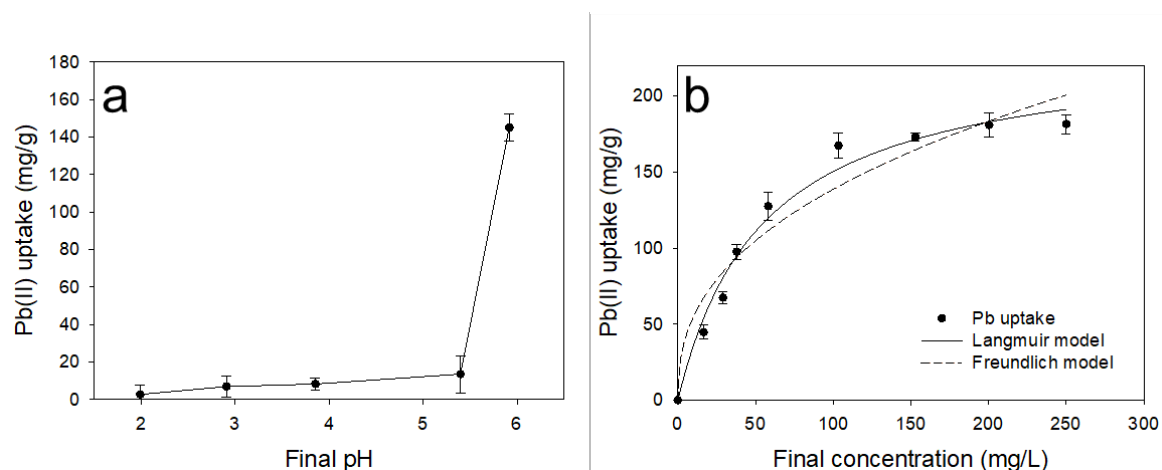 a
Pb(II) uptake (mg/g)
180
160
140
120
100
80
60
40
20
0
2 3 4 5 6
Final pH
b
Pb(II) uptake (mg/g)
200
150
100
50
0
Pb uptake
Langmuir model
Freundlich model
0 50 100 150 200 250 300
Final concentration (mg/L)